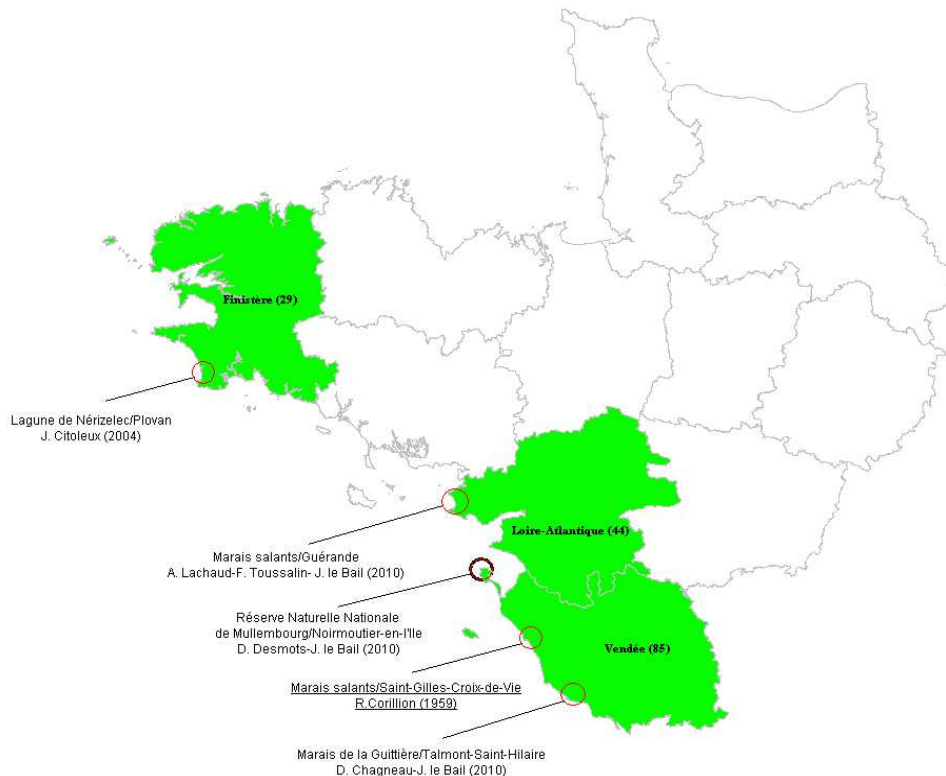 Finistère (29)
Lagune de Nérizelec/Plovan
J. Citoleux (2004)
Loire-Atlantique (44)
Marais salants/Guérande
A. Lachaud-F. Toussalin- J. le Bail (2010)
Réserve Naturelle Nationale
de Mullembourg/Noirmoutier-en-l'Ile
D. Desmots-J. le Bail (2010)
Vendée (85)
Marais salants/Saint-Gilles-Croix-de-Vie
R.Corillion (1959)
Marais de la Guittière/Talmont-Saint-Hilaire
D. Chagneau-J. le Bail (2010)